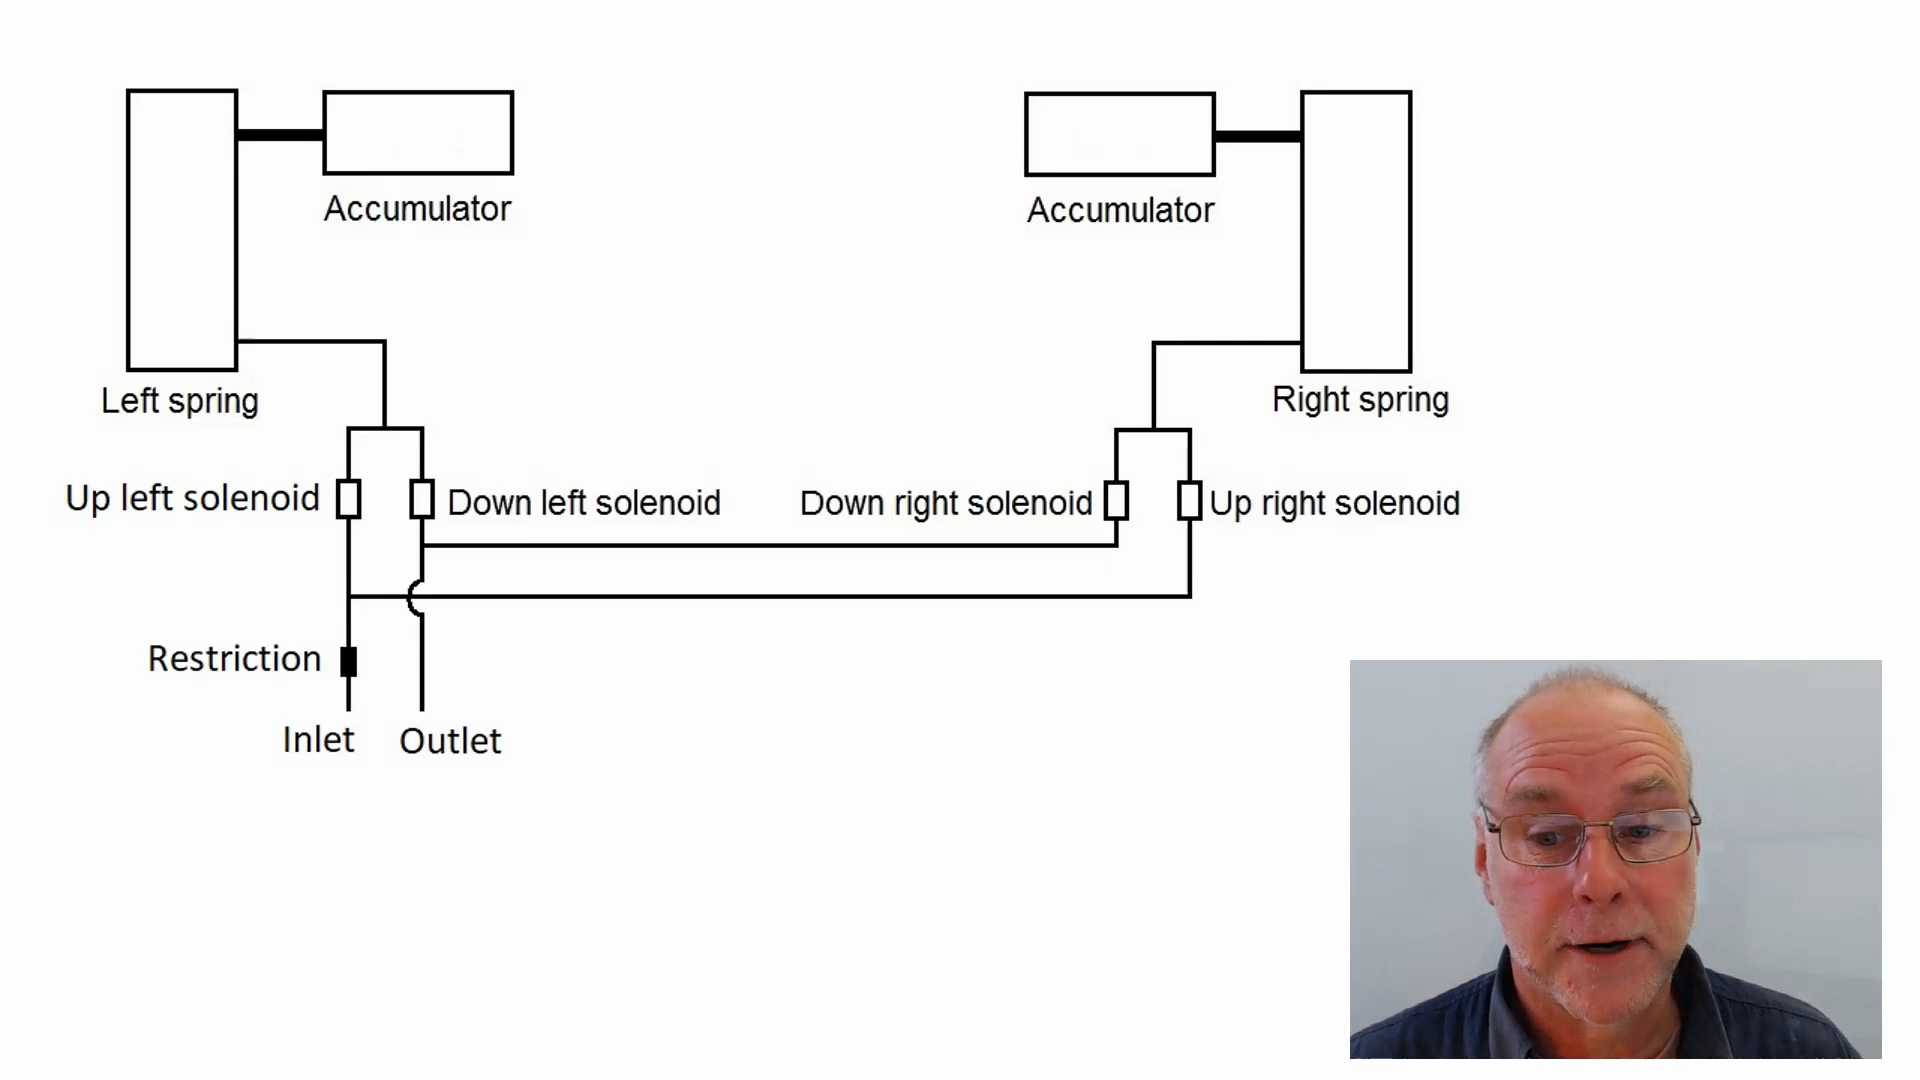 Accumulator
Accumulator
Left spring
Right spring
Up left solenoid
Down left solenoid
Down right solenoid
Up right solenoid
Restriction
Inlet
Outlet